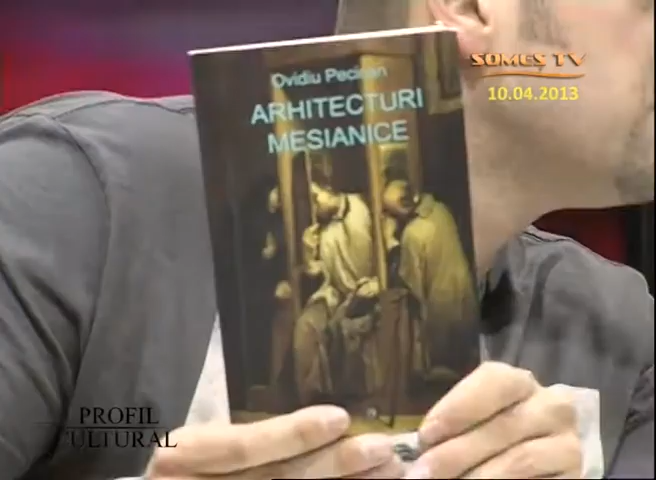 Ovidiu Pecican
ARHITECTURI
MESIANICE
SOMEȘ TV
10.04.2013
PROFIL
CULTURAL